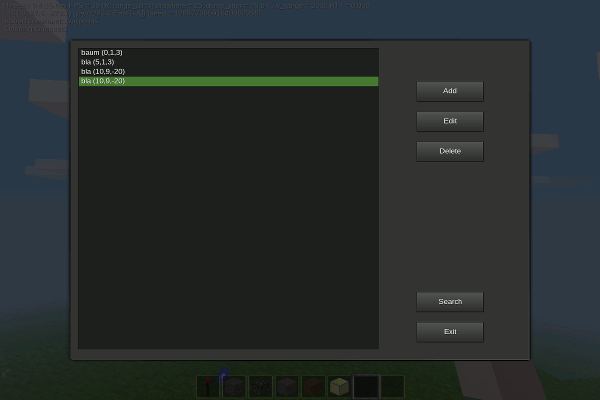 baum (0,1,3)
bla (5,1,3)
bla (10,9,-20)
bla (10,9,-20)
Add
Edit
Delete
Search
Exit